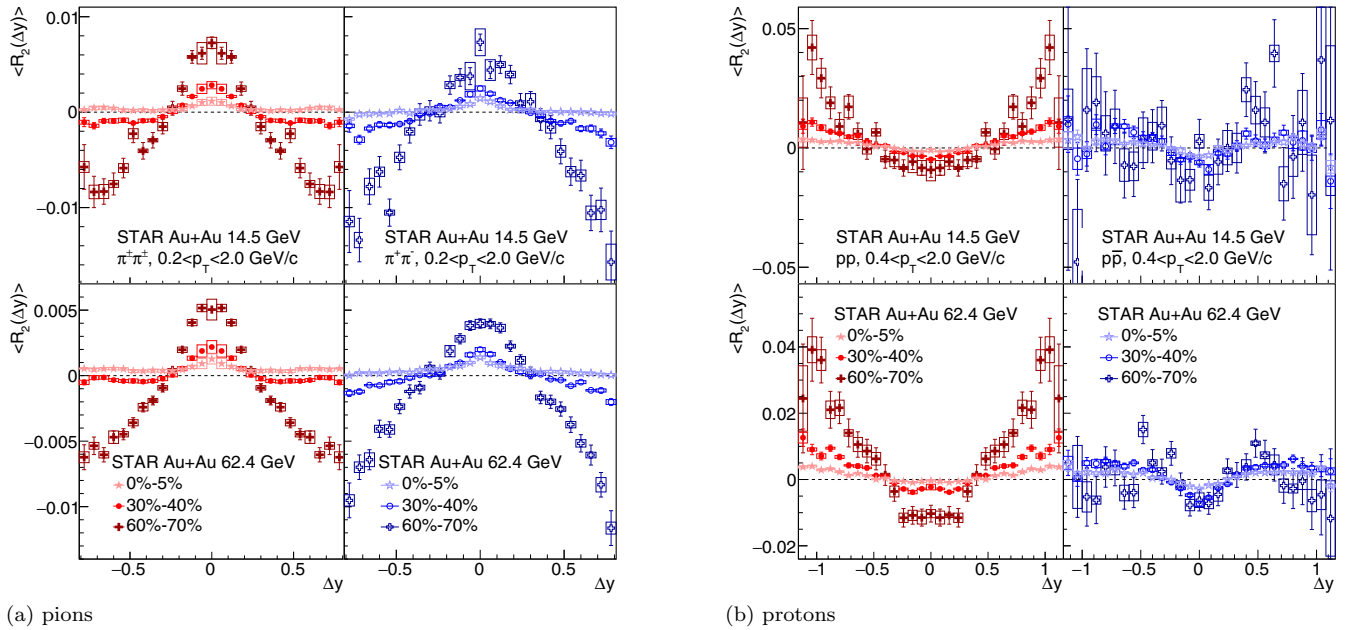 <R₂(Δy)>
0.01
0
−0.01
STAR Au+Au 14.5 GeV
π±π±, 0.2<p_T<2.0 GeV/c
STAR Au+Au 14.5 GeV
π⁺π⁻, 0.2<p_T<2.0 GeV/c
<R₂(Δy)>
0.005
0
−0.005
−0.01
STAR Au+Au 62.4 GeV
0%-5%
30%-40%
60%-70%
STAR Au+Au 62.4 GeV
0%-5%
30%-40%
60%-70%
−0.5 0 0.5 Δy
−0.5 0 0.5 Δy
(a) pions
<R₂(Δy)>
0.05
0
−0.05
STAR Au+Au 14.5 GeV
pp, 0.4<p_T<2.0 GeV/c
STAR Au+Au 14.5 GeV
pp̅, 0.4<p_T<2.0 GeV/c
<R₂(Δy)>
0.04
0.02
0
−0.02
STAR Au+Au 62.4 GeV
0%-5%
30%-40%
60%-70%
STAR Au+Au 62.4 GeV
0%-5%
30%-40%
60%-70%
−1 −0.5 0 0.5 1 Δy
−1 −0.5 0 0.5 1 Δy
(b) protons